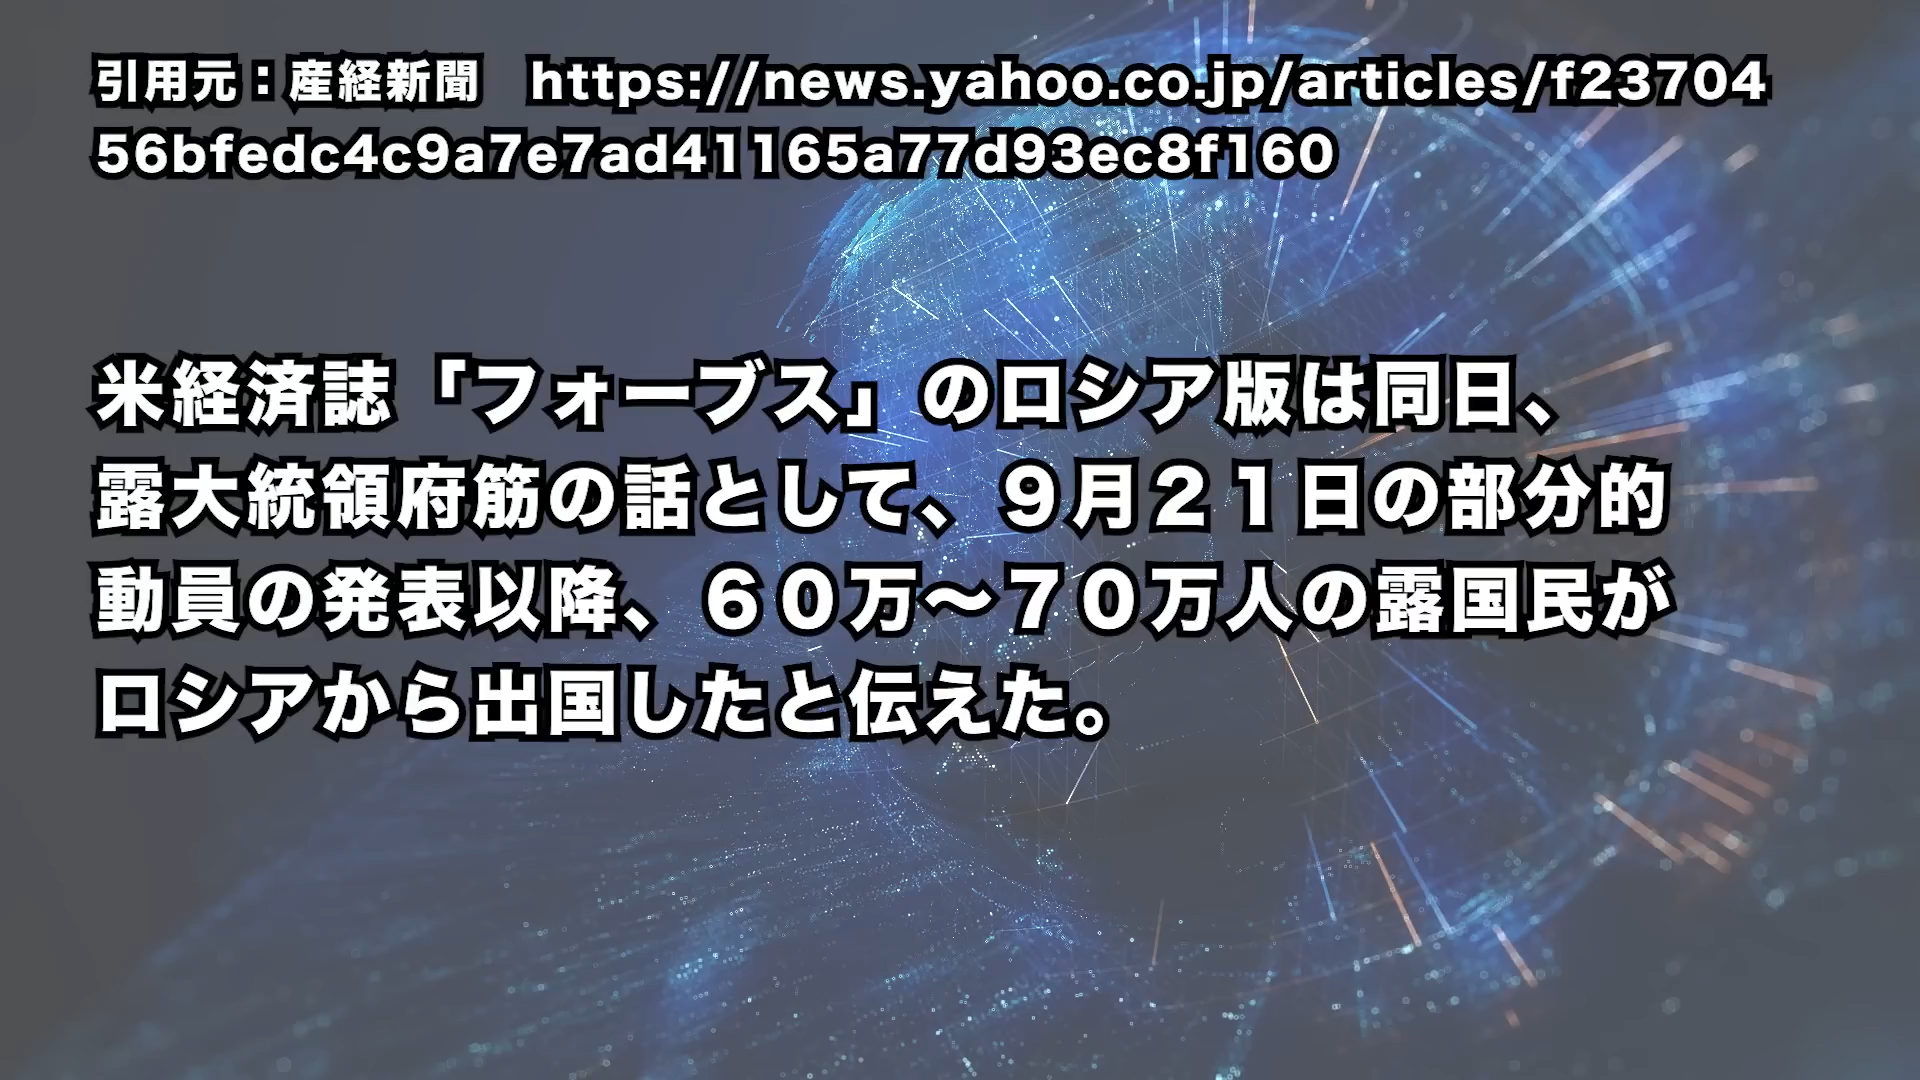 引用元：産経新聞　https://news.yahoo.co.jp/articles/f23704
56bfedc4c9a7e7ad41165a77d93ec8f160
米経済誌「フォーブス」のロシア版は同日、
露大統領府筋の話として、９月２１日の部分的
動員の発表以降、６０万～７０万人の露国民が
ロシアから出国したと伝えた。